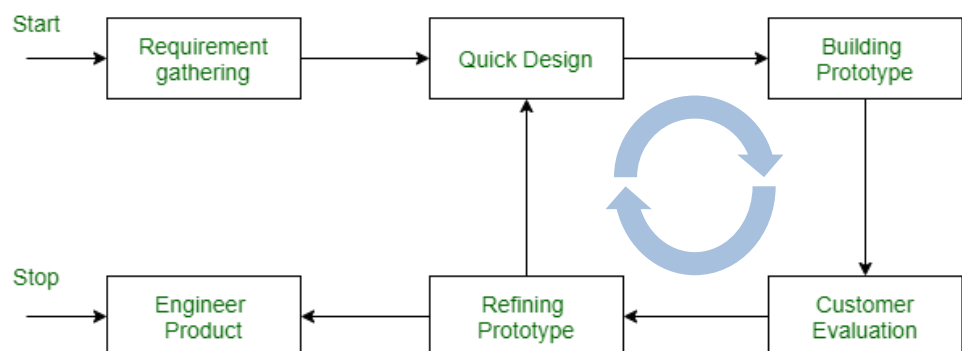 Start
Requirement
gathering
Quick Design
Building
Prototype
Stop
Engineer
Product
Refining
Prototype
Customer
Evaluation